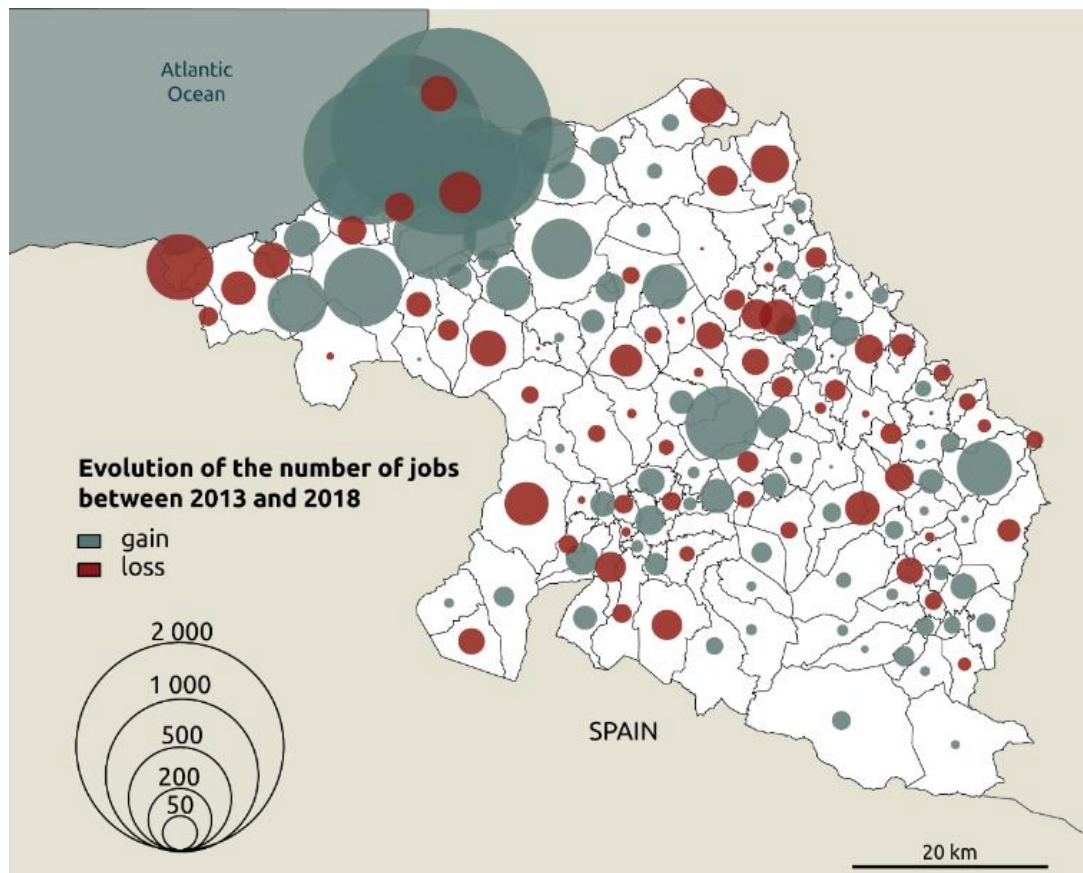 Atlantic
Ocean
Evolution of the number of jobs
between 2013 and 2018
gain
loss
2 000
1 000
500
200
50
SPAIN
20 km